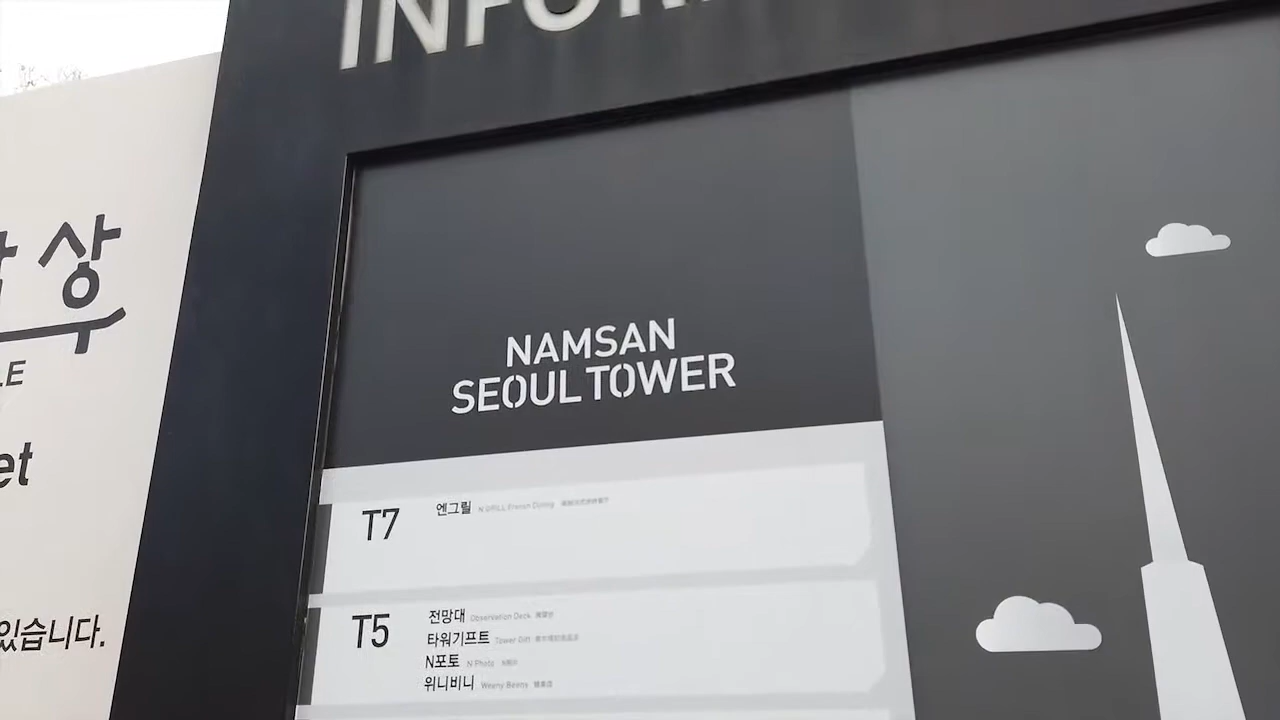 상
LE
et
있습니다.
INFOR
NAMSAN
SEOUL TOWER
T7
엔그릴 N GRILL French Dining
T5
전망대 Observation Deck
타워기프트 Tower Gift
N포토 N Photo
위니비니 Weeny Beeny